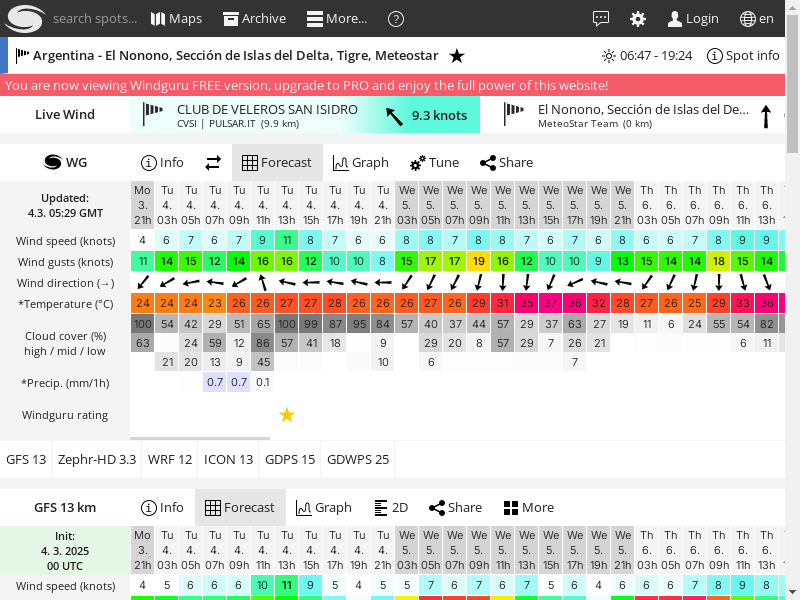 search spots... Maps Archive More... ? Login en
Argentina - El Nonono, Sección de Islas del Delta, Tigre, Meteostar ★ 06:47 - 19:24 Spot info
You are now viewing Windguru FREE version, upgrade to PRO and enjoy the full power of this website!
Live Wind CLUB DE VELEROS SAN ISIDRO 9.3 knots El Nonono, Sección de Islas del De...
CVSI | PULSAR.IT (9.9 km) MeteoStar Team (0 km)
WG Info Forecast Graph Tune Share
Updated:
4.3. 05:29 GMT
Mo Tu Tu Tu Tu Tu Tu Tu Tu Tu Tu We We We We We We We We We We Th Th Th Th Th Th
3. 4. 4. 4. 4. 4. 4. 4. 4. 4. 4. 5. 5. 5. 5. 5. 5. 5. 5. 5. 5. 6. 6. 6. 6. 6. 6.
21h 03h 05h 07h 09h 11h 13h 15h 17h 19h 21h 03h 05h 07h 09h 11h 13h 15h 17h 19h 21h 03h 05h 07h 09h 11h 13h
Wind speed (knots) 4 6 7 6 7 9 11 8 7 6 6 8 8 7 8 8 7 6 7 6 8 6 6 7 8 9 9
Wind gusts (knots) 11 14 15 12 14 16 16 12 10 10 8 15 17 17 19 16 12 10 10 9 13 15 14 14 18 15 14
Wind direction (→)
*Temperature (°C) 24 24 24 23 26 26 27 27 28 26 26 26 27 26 29 31 35 37 36 32 28 27 26 25 29 33 36
Cloud cover (%)
high / mid / low
100 54 42 29 51 65 100 99 87 95 84 57 40 37 44 57 29 37 63 27 19 11 6 24 55 54 82
63 24 59 12 86 57 41 18 9 29 20 8 57 29 7 26 21 6 11
21 20 13 9 45 10 6 7
*Precip. (mm/1h) 0.7 0.7 0.1
Windguru rating ★
GFS 13 Zephr-HD 3.3 WRF 12 ICON 13 GDPS 15 GDWPS 25
GFS 13 km Info Forecast Graph 2D Share More
Init:
4. 3. 2025
00 UTC
Mo Tu Tu Tu Tu Tu Tu Tu Tu Tu Tu We We We We We We We We We We Th Th Th Th Th Th
3. 4. 4. 4. 4. 4. 4. 4. 4. 4. 4. 5. 5. 5. 5. 5. 5. 5. 5. 5. 5. 6. 6. 6. 6. 6. 6.
21h 03h 05h 07h 09h 11h 13h 15h 17h 19h 21h 03h 05h 07h 09h 11h 13h 15h 17h 19h 21h 03h 05h 07h 09h 11h 13h
Wind speed (knots) 4 5 6 6 6 10 11 9 5 4 5 5 7 6 7 6 7 5 6 4 6 6 6 7 8 9 8